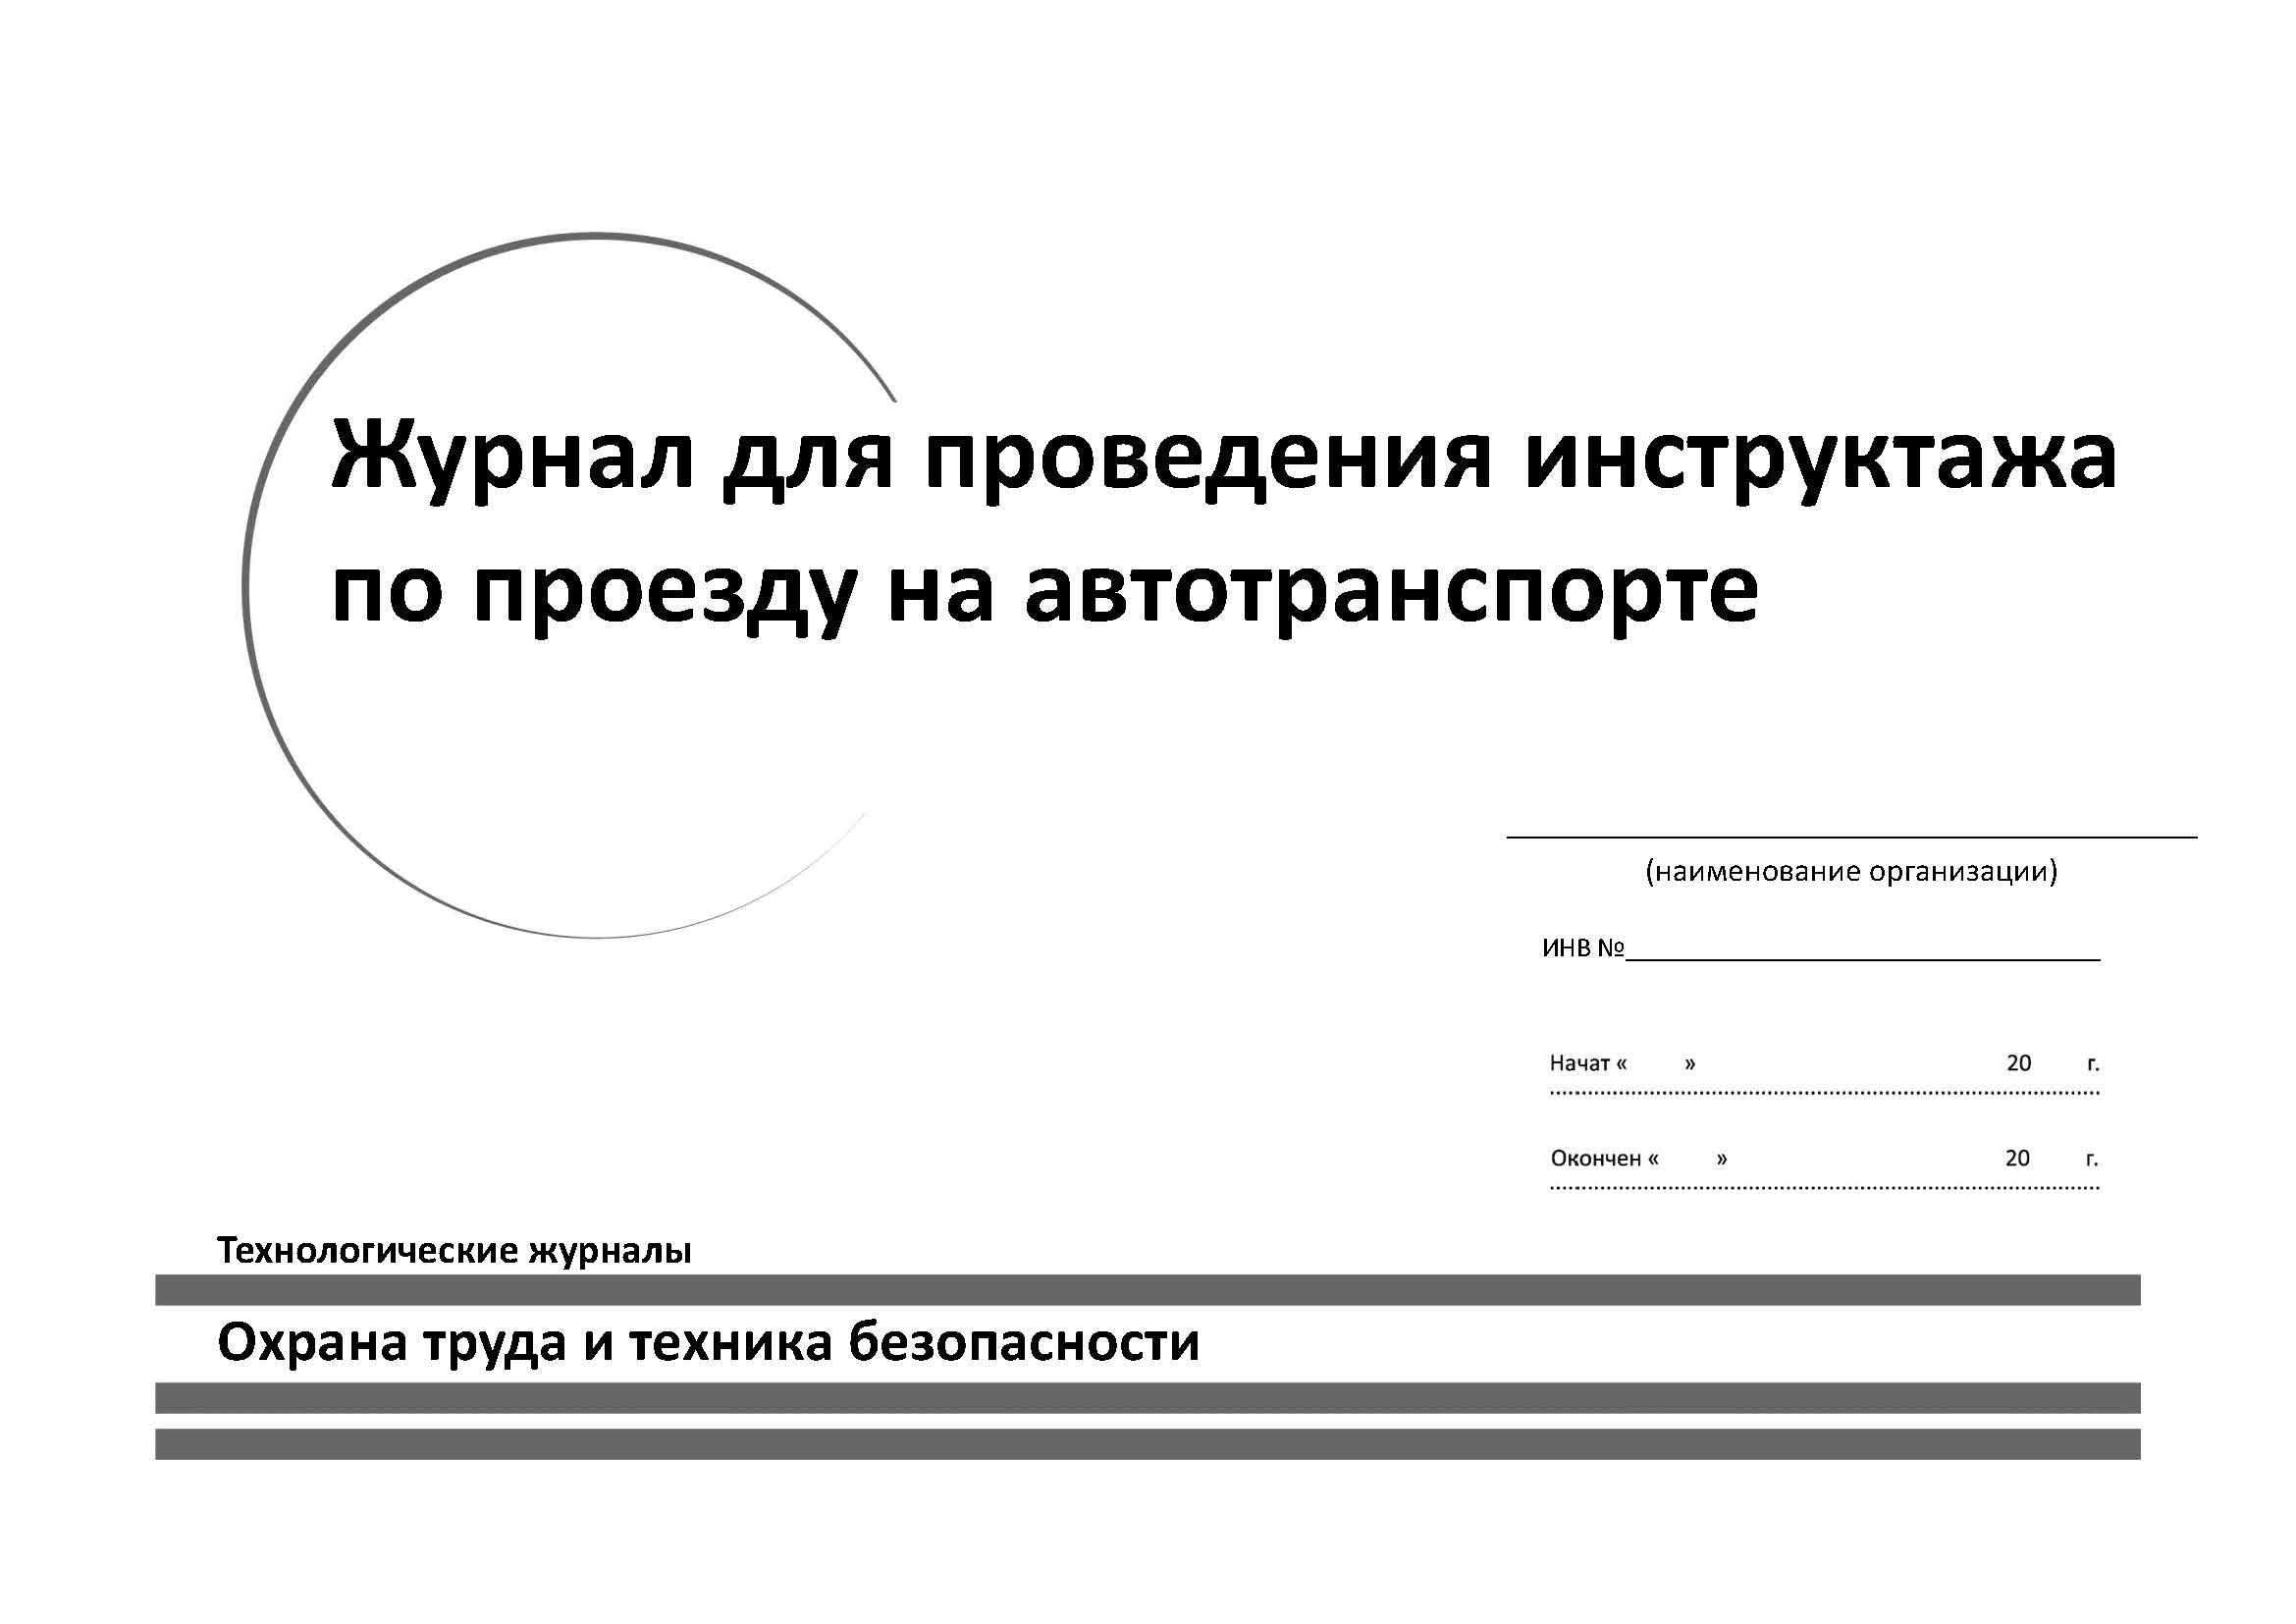 Журнал для проведения инструктажа
по проезду на автотранспорте
(наименование организации)
ИНВ №
Начат « » 20 г.
Окончен « » 20 г.
Технологические журналы
Охрана труда и техника безопасности